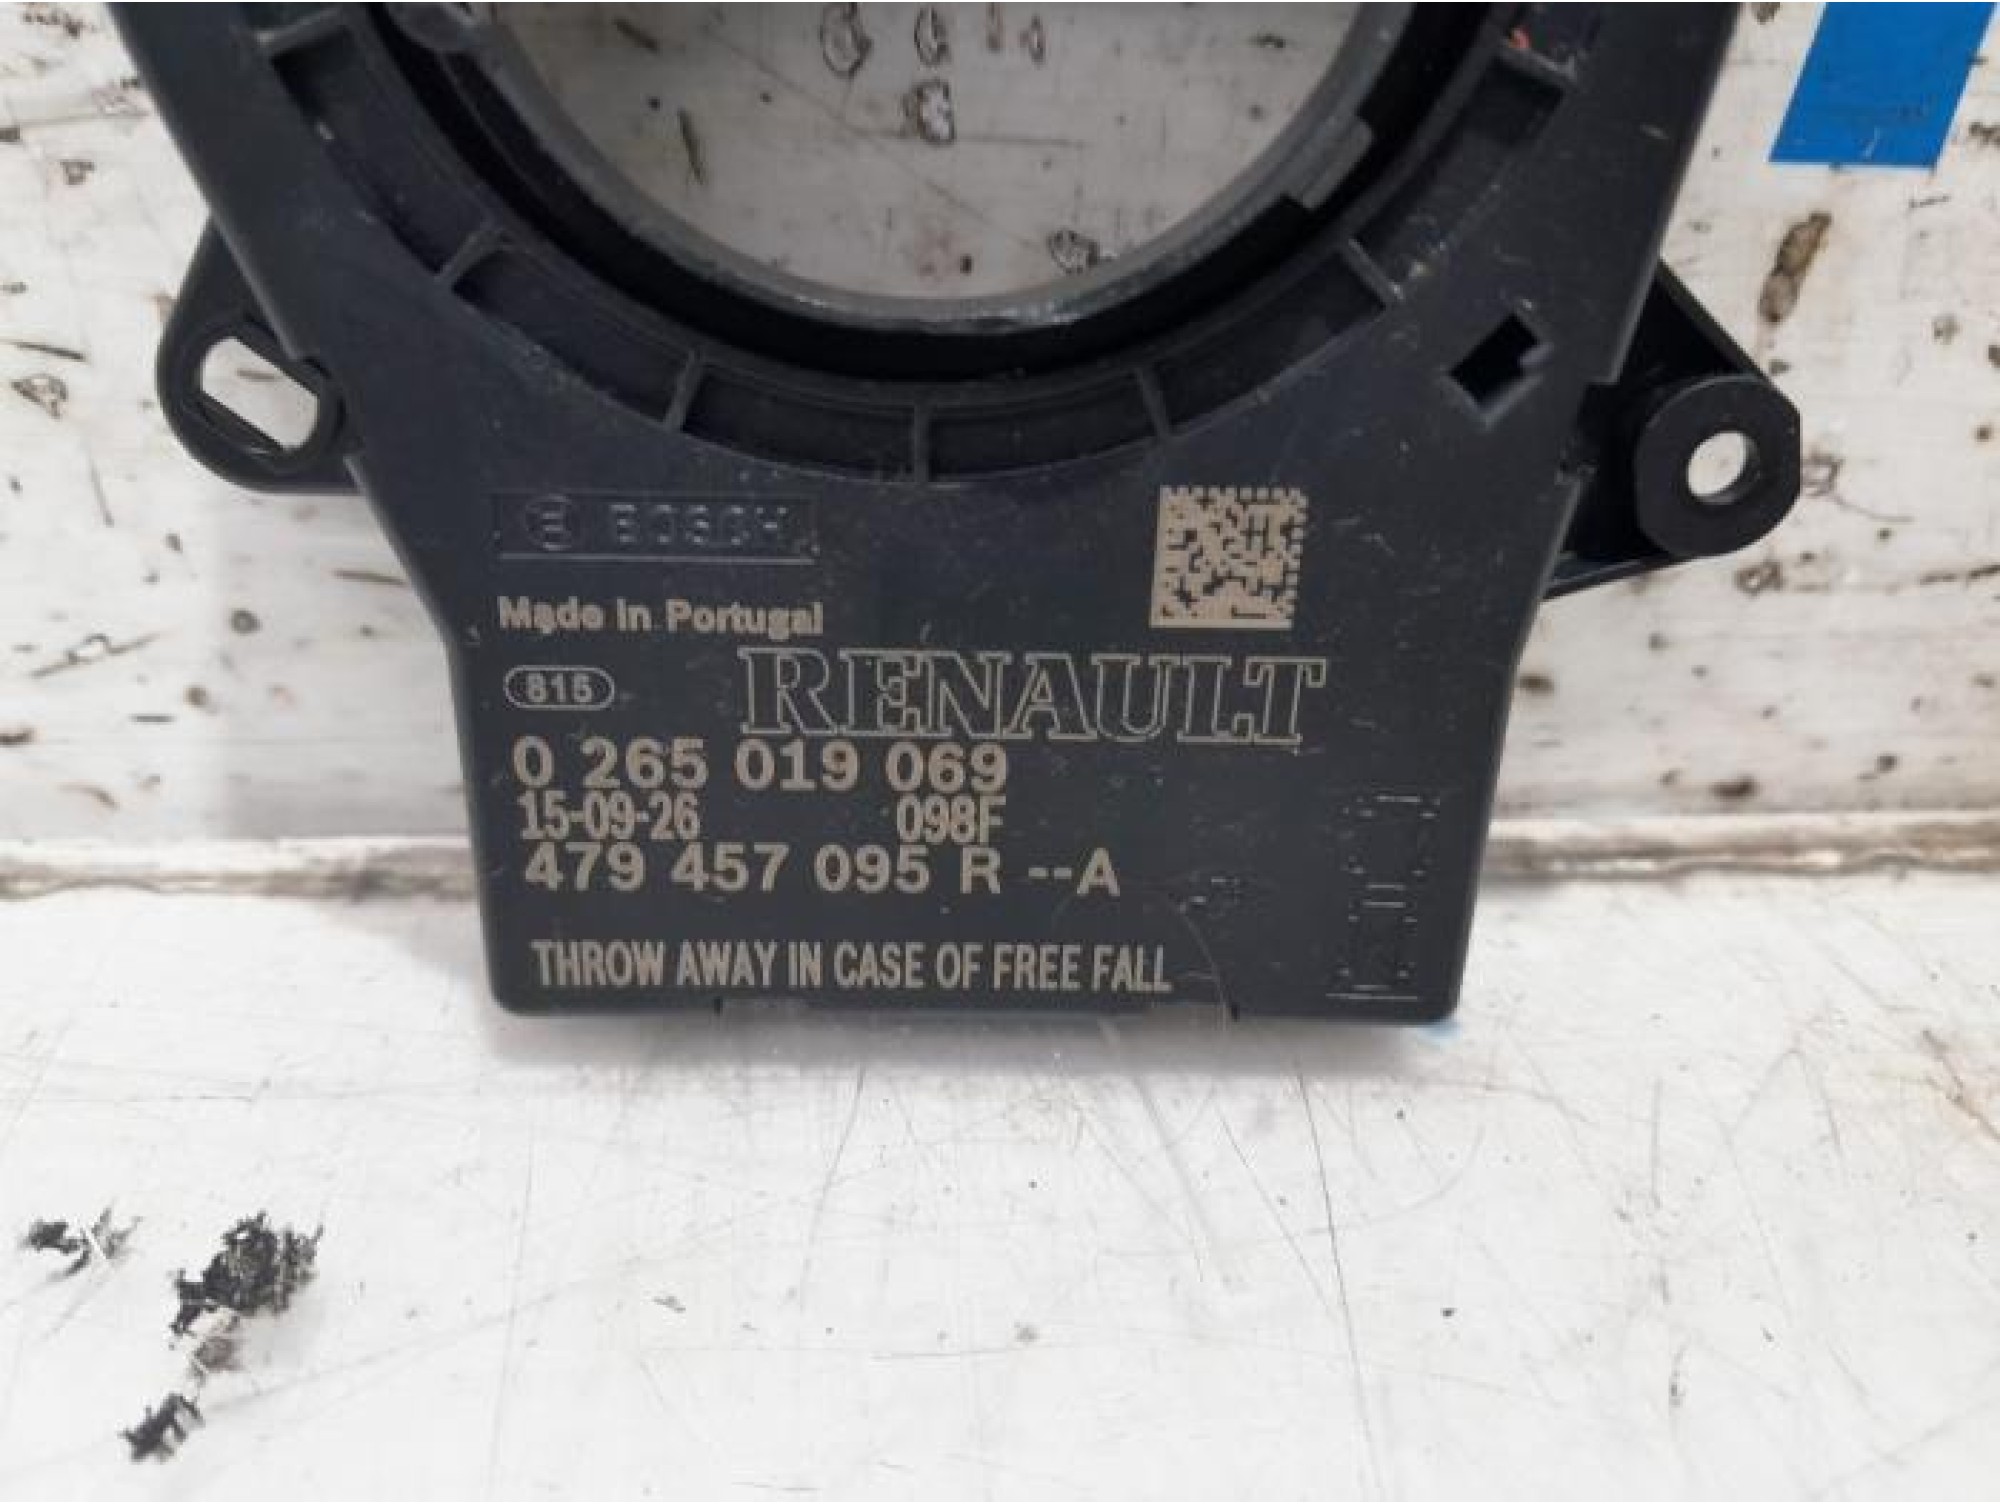 BOSCH
Made in Portugal
815
RENAULT
0 265 019 069
15-09-26 098F
479 457 095 R --A
THROW AWAY IN CASE OF FREE FALL